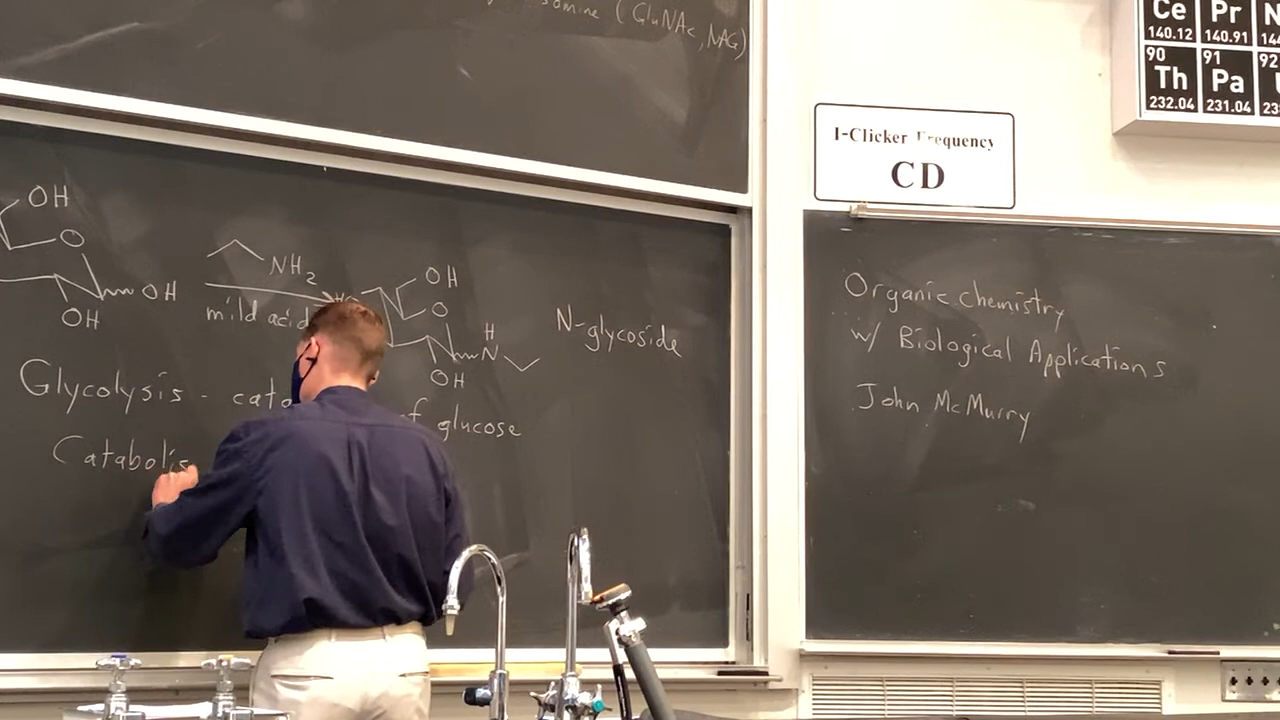 (GluNAc, NAG)
Ce Pr
140.12 140.91
90 91 92
Th Pa
232.04 231.04
I-Clicker Frequency
CD
OH
O
OH
OH
NH2
mild acid
OH
O
H
N
OH
N-glycoside
Glycolysis - cata
f glucose
Catabolis
Organic chemistry
w/ Biological Applications
John McMurry